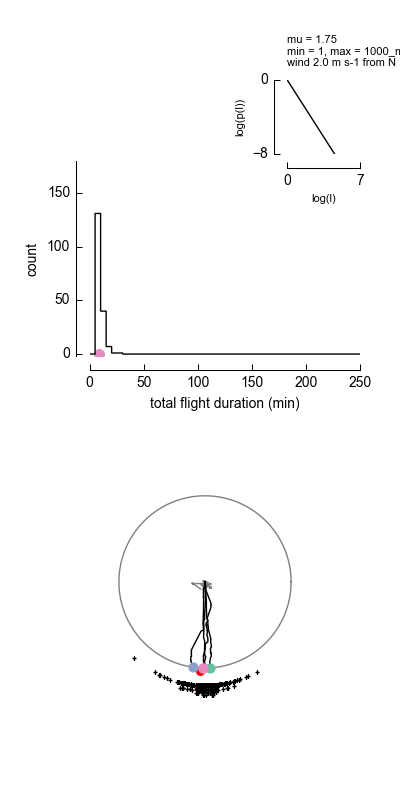 mu = 1.75
min = 1, max = 1000_m
wind 2.0 m s-1 from N
0
log(p(l))
−8
0 7
log(l)
150
100
count
50
0
0 50 100 150 200 250
total flight duration (min)